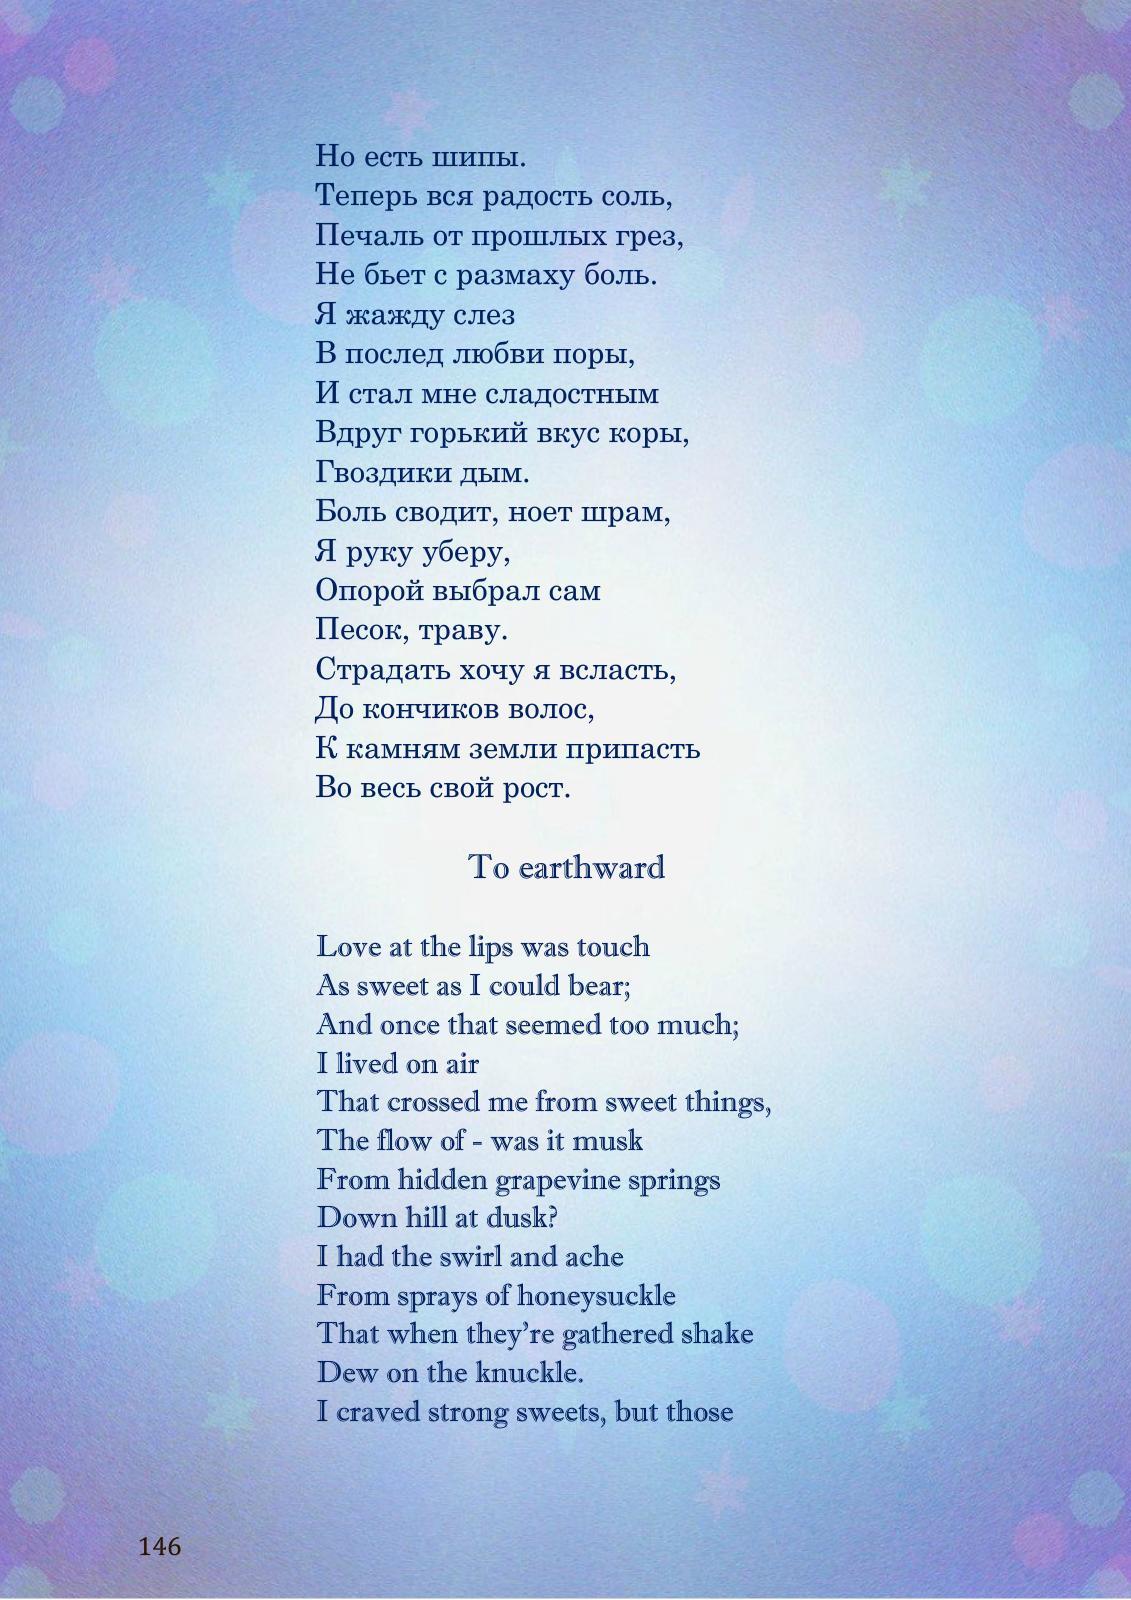 Но есть шипы.
Теперь вся радость соль,
Печаль от прошлых грез,
Не бьет с размаху боль.
Я жажду слез
В послед любви поры,
И стал мне сладостным
Вдруг горький вкус коры,
Гвоздики дым.
Боль сводит, ноет шрам,
Я руку уберу,
Опорой выбрал сам
Песок, траву.
Страдать хочу я всласть,
До кончиков волос,
К камням земли припасть
Во весь свой рост.
To earthward
Love at the lips was touch
As sweet as I could bear;
And once that seemed too much;
I lived on air
That crossed me from sweet things,
The flow of - was it musk
From hidden grapevine springs
Down hill at dusk?
I had the swirl and ache
From sprays of honeysuckle
That when they’re gathered shake
Dew on the knuckle.
I craved strong sweets, but those
146